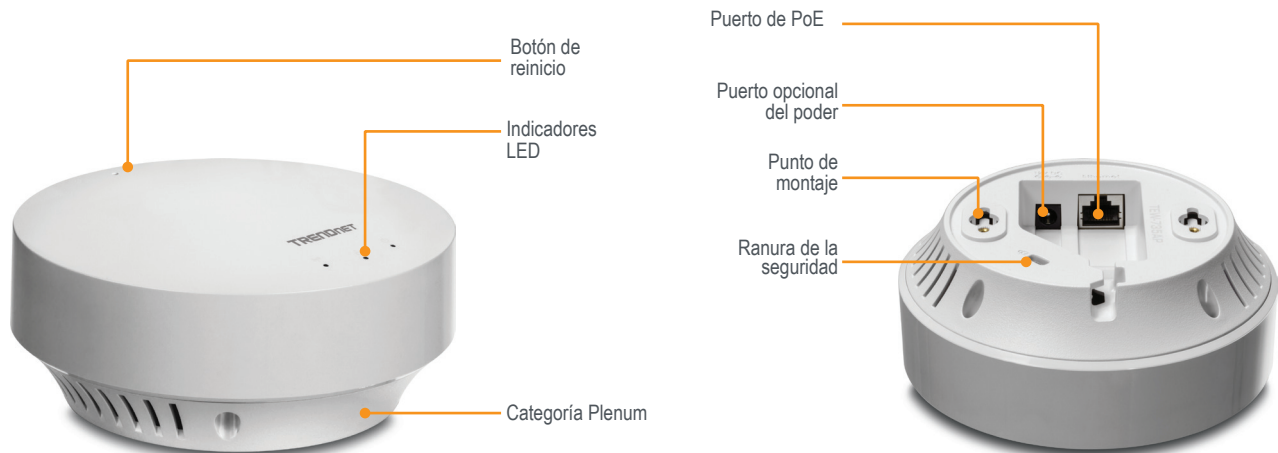 Botón de
reinicio
Indicadores
LED
TRENDNET
Categoría Plenum
Puerto de PoE
Puerto opcional
del poder
Punto de
montaje
Ranura de la
seguridad